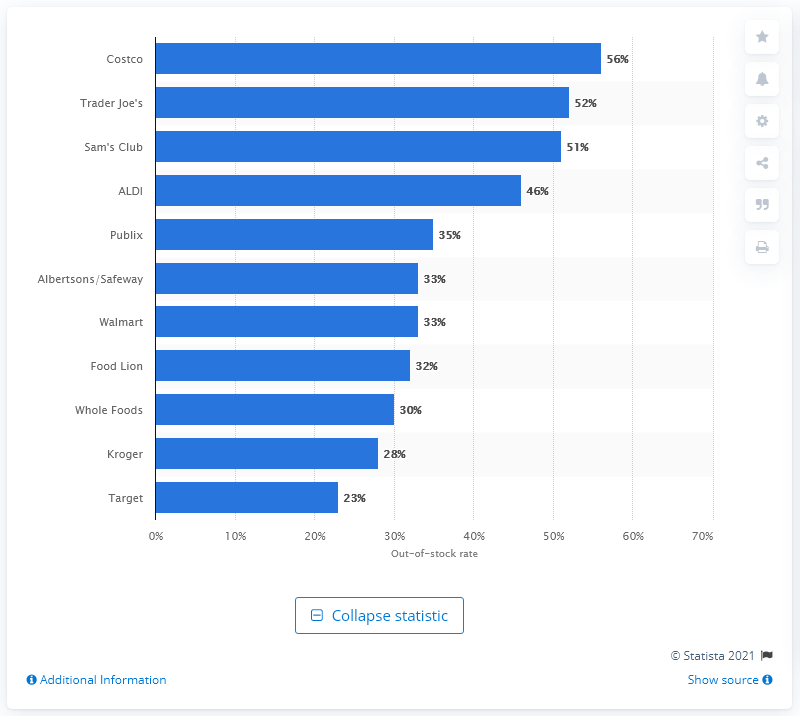 Costco 56%
Trader Joe's 52%
Sam's Club 51%
ALDI 46%
Publix 35%
Albertsons/Safeway 33%
Walmart 33%
Food Lion 32%
Whole Foods 30%
Kroger 28%
Target 23%
0% 10% 20% 30% 40% 50% 60% 70%
Out-of-stock rate
Collapse statistic
© Statista 2021
Additional Information Show source